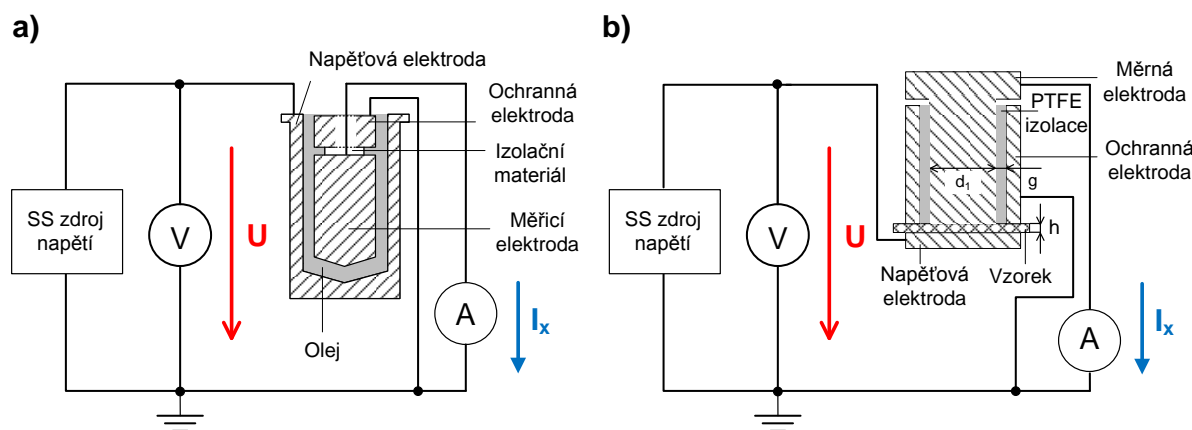 a)
Napěťová elektroda
Ochranná
elektroda
Izolační
materiál
Měřicí
elektroda
SS zdroj
napětí
V
U
A
Ix
Olej
b)
Měrná
elektroda
PTFE
izolace
Ochranná
elektroda
d1
g
h
SS zdroj
napětí
V
U
Napěťová
elektroda
Vzorek
A
Ix